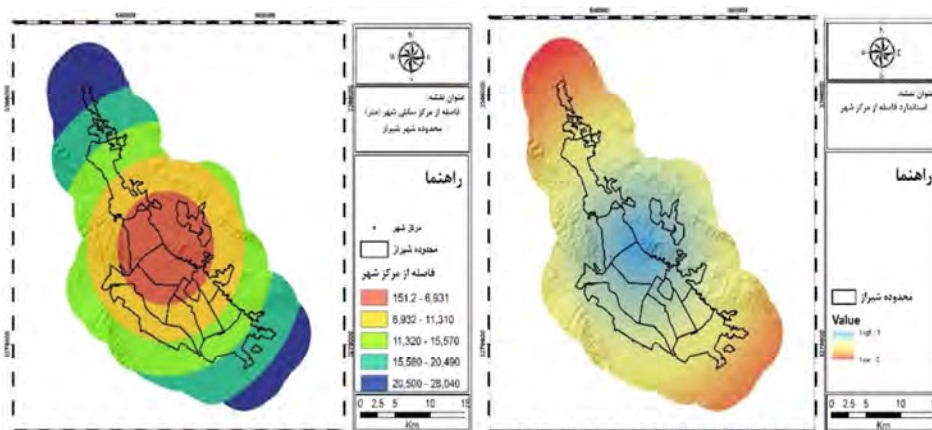 عنوان نقشه:
فاصله از مرکز سکنی شهر (متر)
محدوده شهر شیراز
راهنما
مرکز شهر
محدوده شیراز
فاصله از مرکز شهر
151.2 - 6,931
6,932 - 11,310
11,320 - 15,570
15,580 - 20,490
20,500 - 28,040
0 2.5 5 10 15
Km
عنوان نقشه:
استاندارد فاصله از مرکز شهر
راهنما
محدوده شیراز
Value
0 2.5 5 10
Km